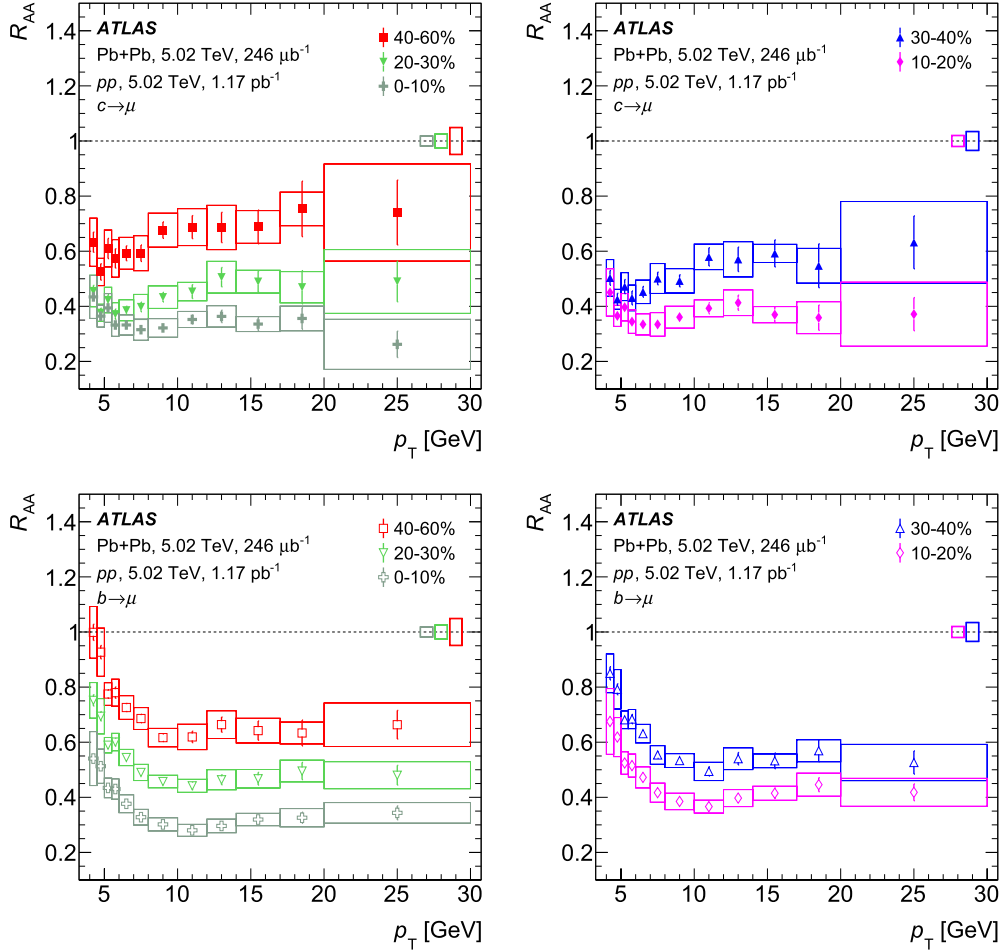 R_AA
1.4
1.2
1
0.8
0.6
0.4
0.2
ATLAS
Pb+Pb, 5.02 TeV, 246 μb⁻¹
pp, 5.02 TeV, 1.17 pb⁻¹
c→μ
40-60%
20-30%
0-10%
5 10 15 20 25 30
p_T [GeV]
R_AA
1.4
1.2
1
0.8
0.6
0.4
0.2
ATLAS
Pb+Pb, 5.02 TeV, 246 μb⁻¹
pp, 5.02 TeV, 1.17 pb⁻¹
c→μ
30-40%
10-20%
5 10 15 20 25 30
p_T [GeV]
R_AA
1.4
1.2
1
0.8
0.6
0.4
0.2
ATLAS
Pb+Pb, 5.02 TeV, 246 μb⁻¹
pp, 5.02 TeV, 1.17 pb⁻¹
b→μ
40-60%
20-30%
0-10%
5 10 15 20 25 30
p_T [GeV]
R_AA
1.4
1.2
1
0.8
0.6
0.4
0.2
ATLAS
Pb+Pb, 5.02 TeV, 246 μb⁻¹
pp, 5.02 TeV, 1.17 pb⁻¹
b→μ
30-40%
10-20%
5 10 15 20 25 30
p_T [GeV]